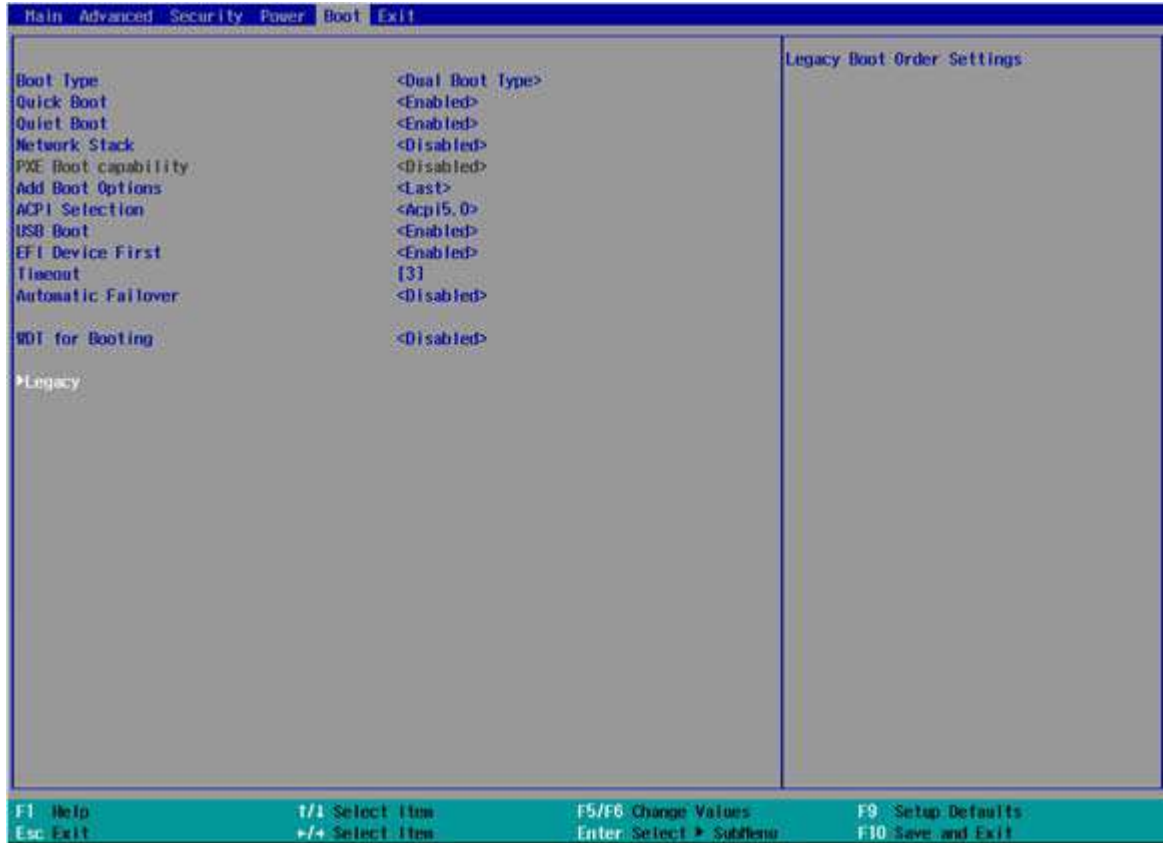 Main Advanced Security Power Boot Exit
Legacy Boot Order Settings
Boot Type <Dual Boot Type>
Quick Boot <Enabled>
Quiet Boot <Enabled>
Network Stack <Disabled>
PXE Boot capability <Disabled>
Add Boot Options <Last>
ACPI Selection <Acpi5.0>
USB Boot <Enabled>
EFI Device First <Enabled>
Timeout [3]
Automatic Failover <Disabled>
WDT for Booting <Disabled>
▶Legacy
F1 Help ↑/↓ Select Item F5/F6 Change Values F9 Setup Defaults
Esc Exit ←/→ Select Item Enter Select ▶ SubMenu F10 Save and Exit